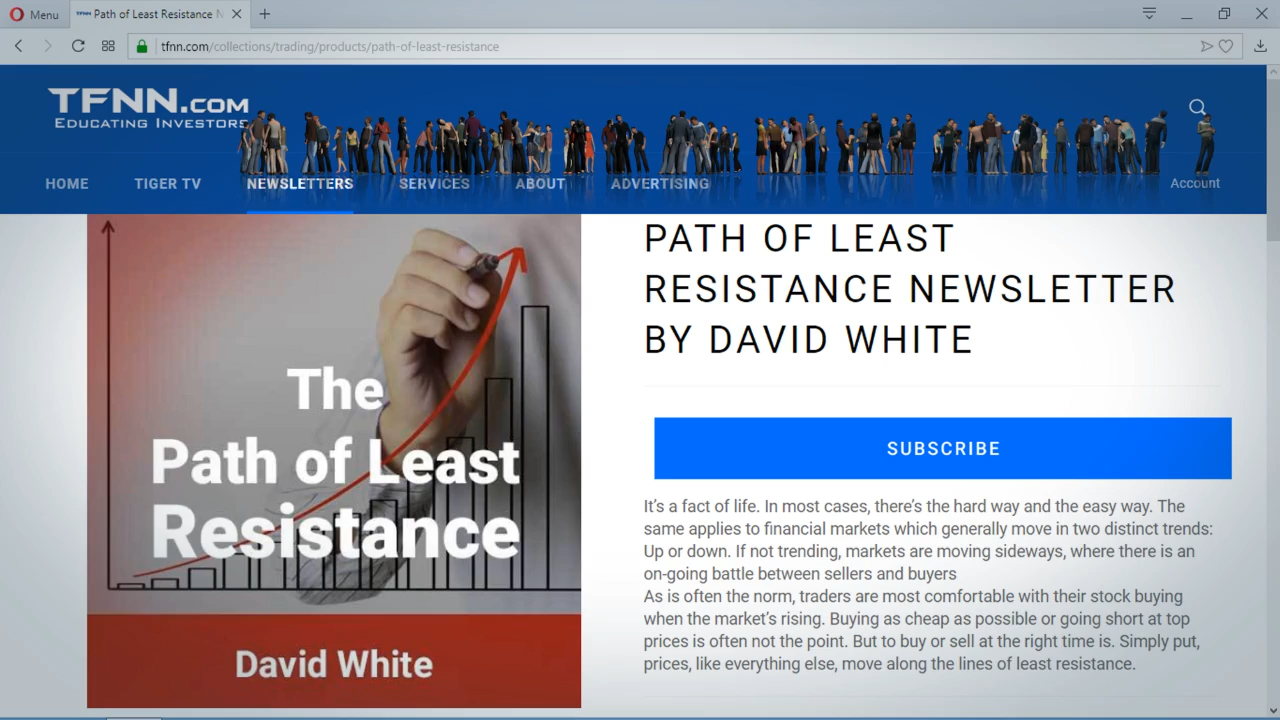 Menu
Path of Least Resistance N
tfnn.com/collections/trading/products/path-of-least-resistance
TFNN.COM
EDUCATING INVESTORS
HOME
TIGER TV
NEWSLETTERS
SERVICES
ABOUT
ADVERTISING
Account
The
Path of Least
Resistance
David White
PATH OF LEAST
RESISTANCE NEWSLETTER
BY DAVID WHITE
SUBSCRIBE
It's a fact of life. In most cases, there's the hard way and the easy way. The
same applies to financial markets which generally move in two distinct trends:
Up or down. If not trending, markets are moving sideways, where there is an
on-going battle between sellers and buyers
As is often the norm, traders are most comfortable with their stock buying
when the market's rising. Buying as cheap as possible or going short at top
prices is often not the point. But to buy or sell at the right time is. Simply put,
prices, like everything else, move along the lines of least resistance.